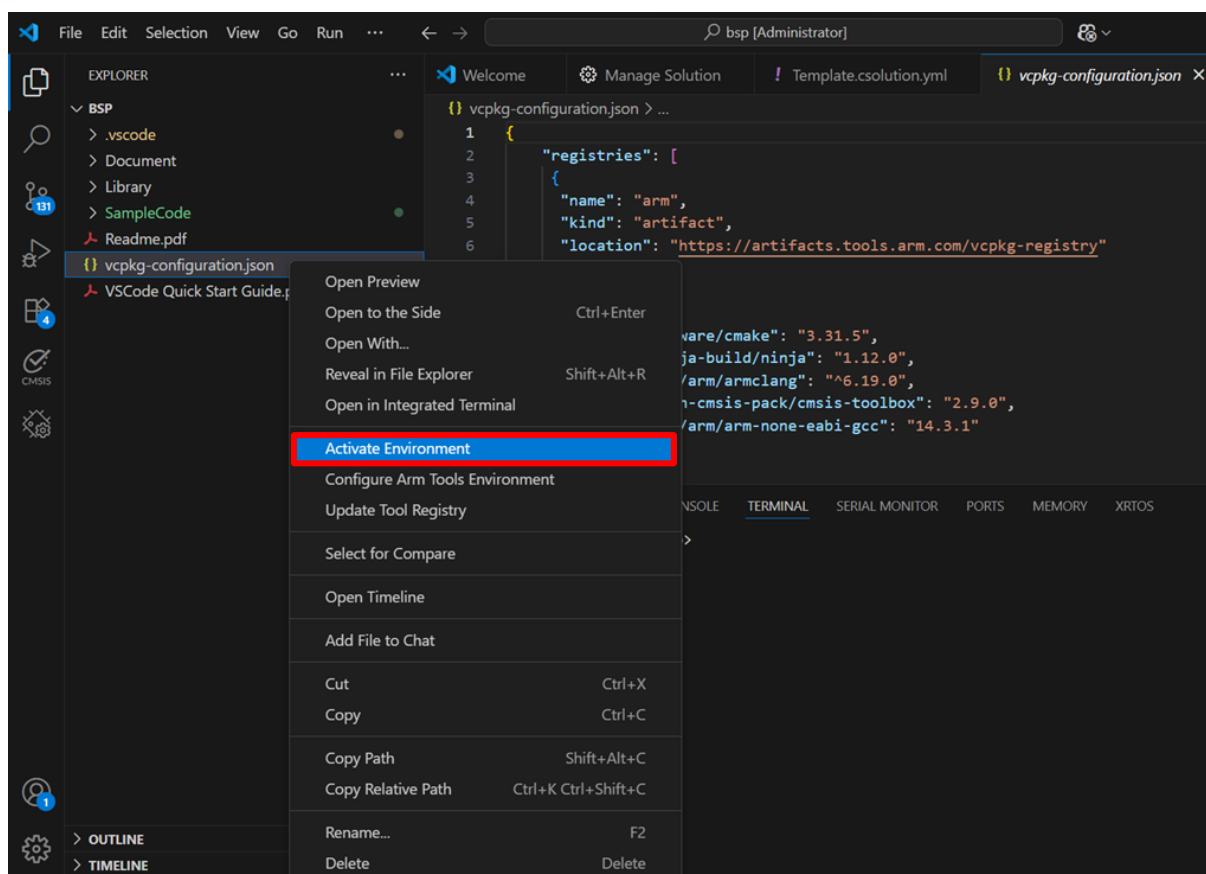 File Edit Selection View Go Run ··· bsp [Administrator]
EXPLORER ···
BSP
.vscode
Document
Library
SampleCode
Readme.pdf
{} vcpkg-configuration.json
VSCode Quick Start Guide.p
OUTLINE
TIMELINE
131
4
CMSIS
1
Welcome
Manage Solution
! Template.csolution.yml
{} vcpkg-configuration.json ×
{} vcpkg-configuration.json > ...
1 {
2 "registries": [
3 {
4 "name": "arm",
5 "kind": "artifact",
6 "location": "https://artifacts.tools.arm.com/vcpkg-registry"
ware/cmake": "3.31.5",
ja-build/ninja": "1.12.0",
/arm/armclang": "^6.19.0",
n-cmsis-pack/cmsis-toolbox": "2.9.0",
/arm/arm-none-eabi-gcc": "14.3.1"
NSOLE TERMINAL SERIAL MONITOR PORTS MEMORY XRTOS
>
Open Preview
Open to the Side Ctrl+Enter
Open With...
Reveal in File Explorer Shift+Alt+R
Open in Integrated Terminal
Activate Environment
Configure Arm Tools Environment
Update Tool Registry
Select for Compare
Open Timeline
Add File to Chat
Cut Ctrl+X
Copy Ctrl+C
Copy Path Shift+Alt+C
Copy Relative Path Ctrl+K Ctrl+Shift+C
Rename... F2
Delete Delete